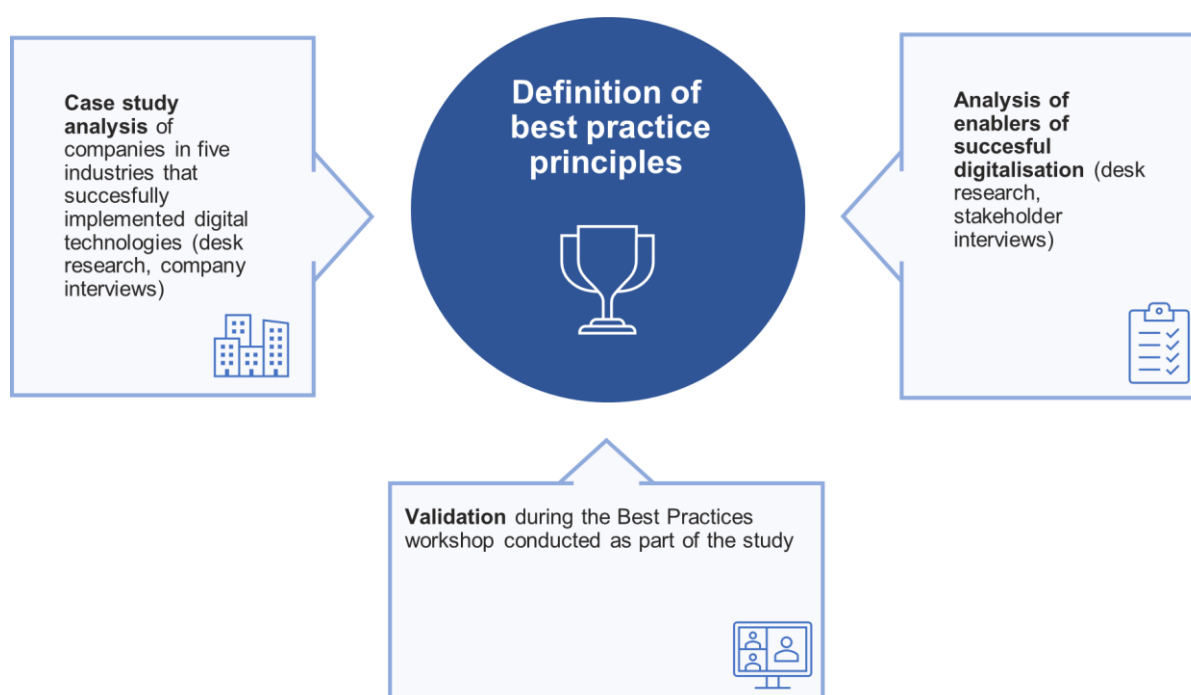 Definition of
best practice
principles
Case study
analysis of
companies in five
industries that
succesfully
implemented digital
technologies (desk
research, company
interviews)
Analysis of
enablers of
succesful
digitalisation (desk
research,
stakeholder
interviews)
Validation during the Best Practices
workshop conducted as part of the study